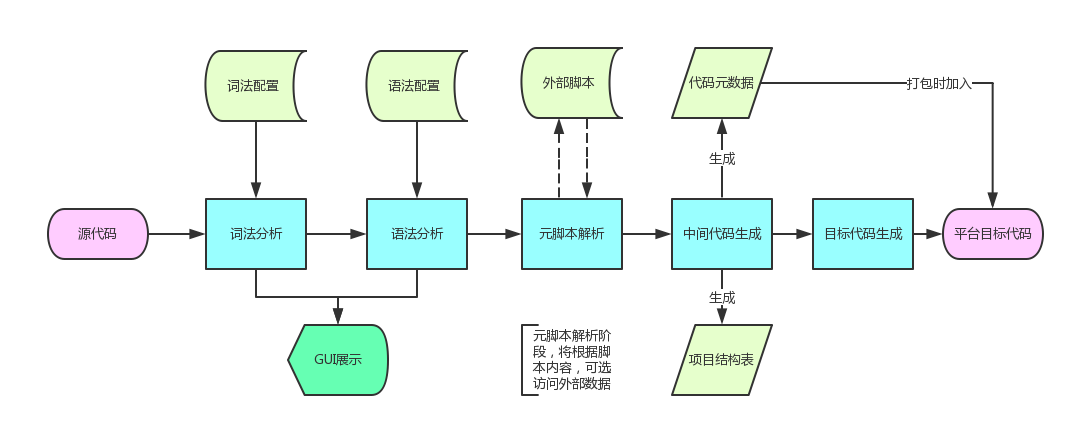 词法配置
语法配置
外部脚本
代码元数据
打包时加入
生成
源代码
词法分析
语法分析
元脚本解析
中间代码生成
目标代码生成
平台目标代码
生成
GUI展示
元脚本解析阶
段，将根据脚
本内容，可选
访问外部数据
项目结构表